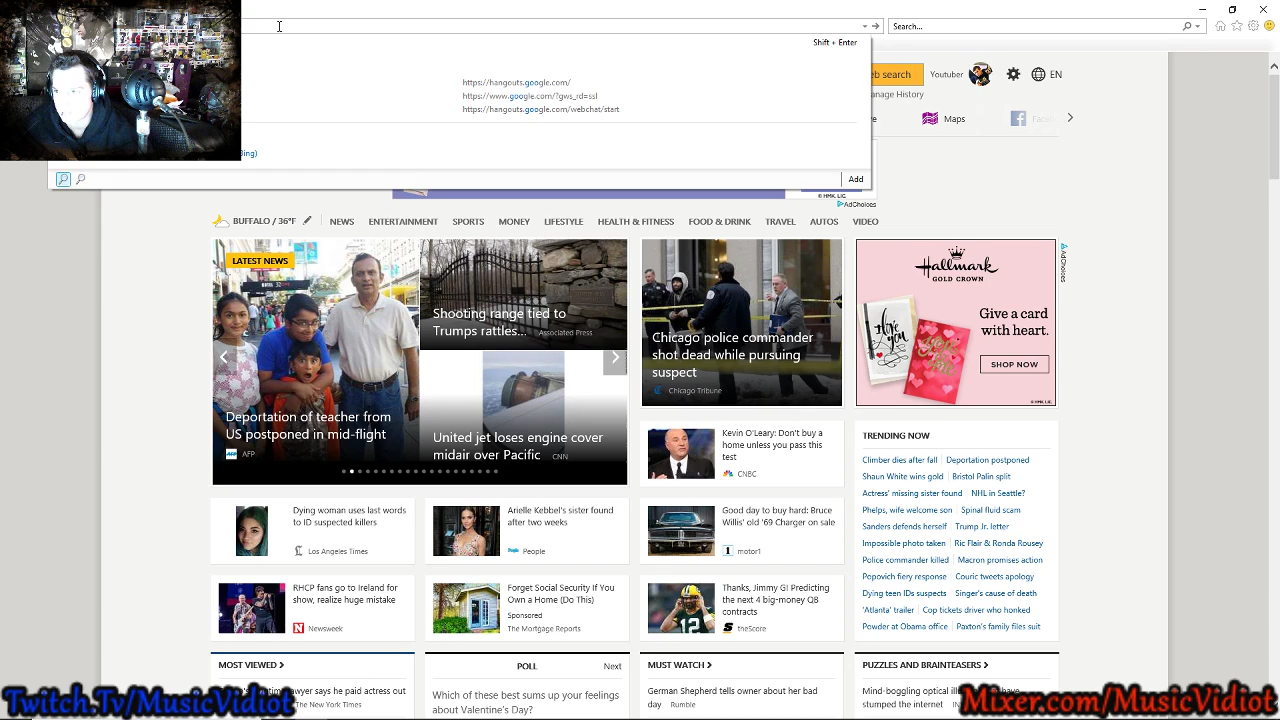 Search...
Shift + Enter
https://hangouts.google.com/
https://www.google.com/?gws_rd=ssl
https://hangouts.google.com/webchat/start
Bing)
Add
eb search
Youtuber
EN
Manage History
Maps
AdChoices
BUFFALO / 36°F
NEWS
ENTERTAINMENT
SPORTS
MONEY
LIFESTYLE
HEALTH & FITNESS
FOOD & DRINK
TRAVEL
AUTOS
VIDEO
LATEST NEWS
Deportation of teacher from
US postponed in mid-flight
AFP
Shooting range tied to
Trumps rattles... Associated Press
United jet loses engine cover
midair over Pacific CNN
Chicago police commander
shot dead while pursuing
suspect
Chicago Tribune
Hallmark
GOLD CROWN
Give a card
with heart.
SHOP NOW
AdChoices
Kevin O'Leary: Don't buy a
home unless you pass this
test
CNBC
TRENDING NOW
Climber dies after fall
Deportation postponed
Shaun White wins gold
Bristol Palin split
Actress' missing sister found
NHL in Seattle?
Phelps, wife welcome son
Spinal fluid scam
Sanders defends herself
Trump Jr. letter
Impossible photo taken
Ric Flair & Ronda Rousey
Police commander killed
Macron promises action
Popovich fiery response
Couric tweets apology
Dying teen IDs suspects
Singer's cause of death
'Atlanta' trailer
Cop tickets driver who honked
Powder at Obama office
Paxton's family files suit
Dying woman uses last words
to ID suspected killers
Los Angeles Times
Arielle Kebbel's sister found
after two weeks
People
Good day to buy hard: Bruce
Willis' old '69 Charger on sale
motor1
RHCP fans go to Ireland for
show, realize huge mistake
Newsweek
Forget Social Security If You
Own a Home (Do This)
Sponsored
The Mortgage Reports
Thanks, Jimmy G! Predicting
the next 4 big-money QB
contracts
theScore
MOST VIEWED
POLL
Next
MUST WATCH
PUZZLES AND BRAINTEASERS
lawyer says he paid actress out
The New York Times
Which of these best sums up your feelings
about Valentine's Day?
German Shepherd tells owner about her bad
day Rumble
Mind-boggling optical
have
stumped the internet
Twitch.Tv/MusicVidiot
Mixer.com/MusicVidiot